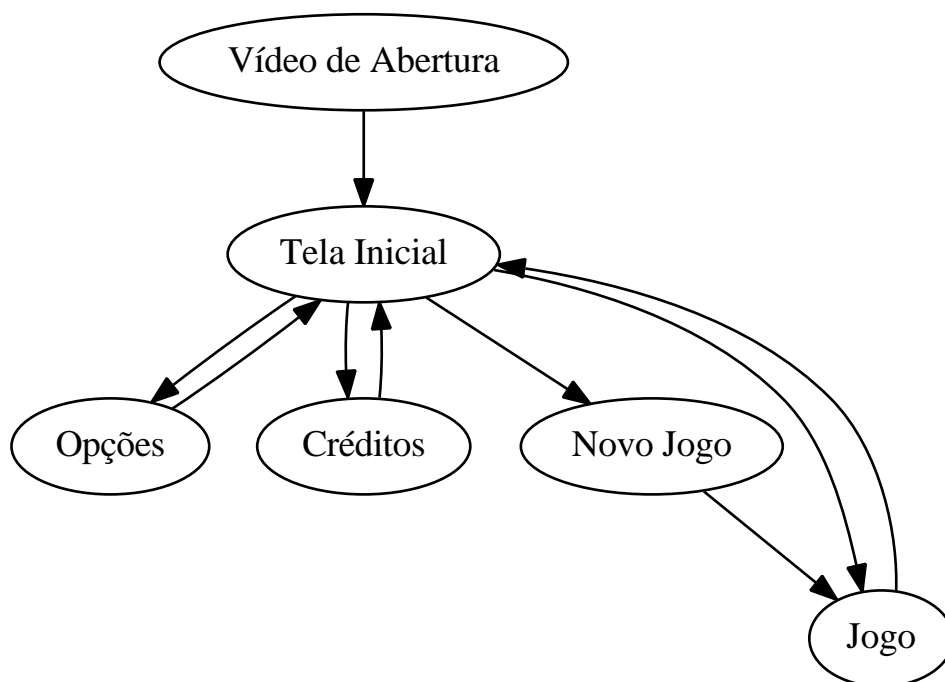 Vídeo de Abertura
Tela Inicial
Opções
Créditos
Novo Jogo
Jogo